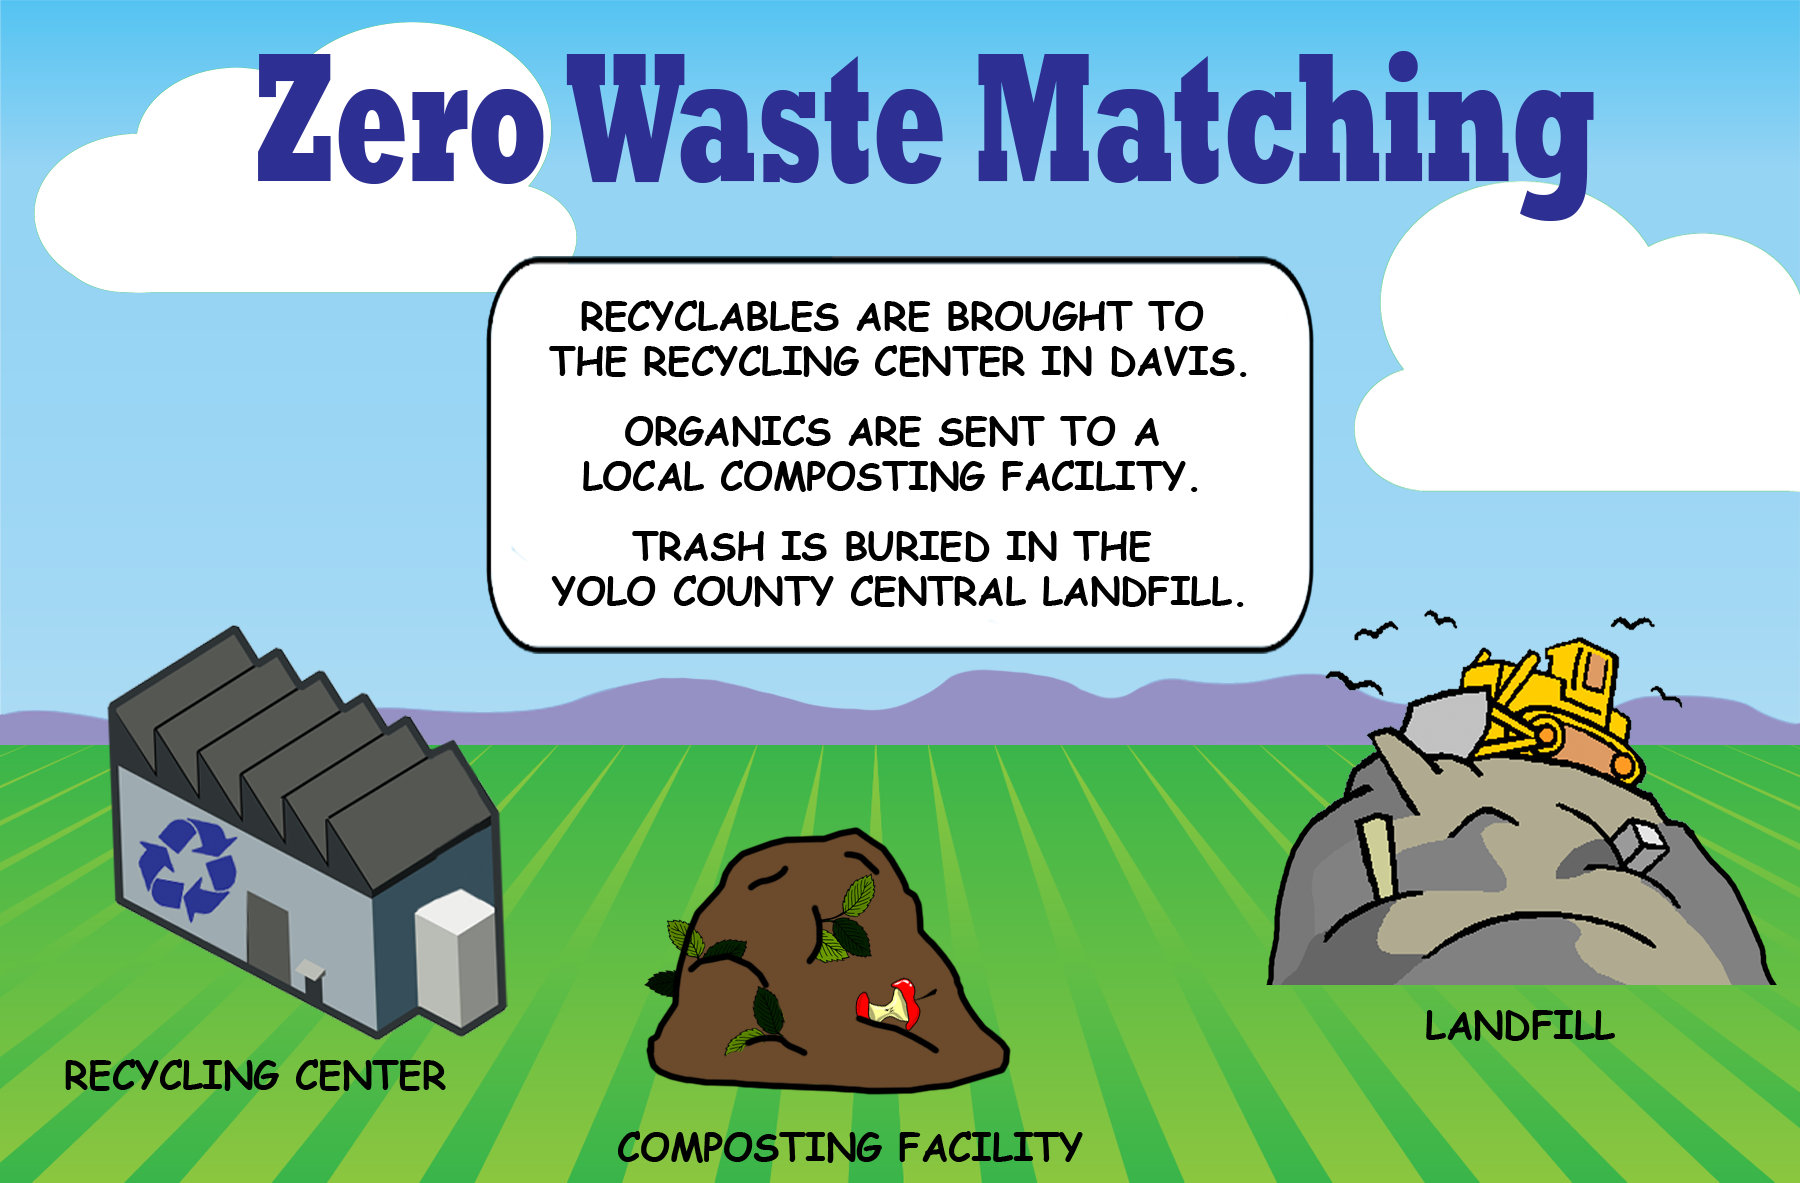 Zero Waste Matching
RECYCLABLES ARE BROUGHT TO
THE RECYCLING CENTER IN DAVIS.
ORGANICS ARE SENT TO A
LOCAL COMPOSTING FACILITY.
TRASH IS BURIED IN THE
YOLO COUNTY CENTRAL LANDFILL.
LANDFILL
RECYCLING CENTER
COMPOSTING FACILITY